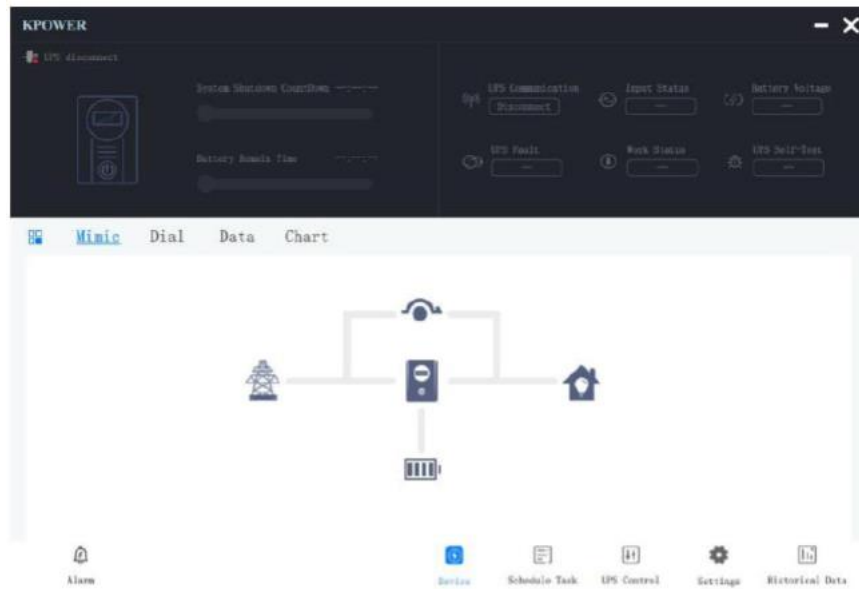 KPOWER
UPS disconnect
System Shutdown CountDown --:--:--
Battery Remain Time --:--:--
UPS Communication
Disconnect
Input Status
--
Battery Voltage
--
UPS Fault
--
Work Status
--
UPS Self-Test
--
Mimic Dial Data Chart
Alarm
Device
Schedule Task
UPS Control
Settings
Historical Data